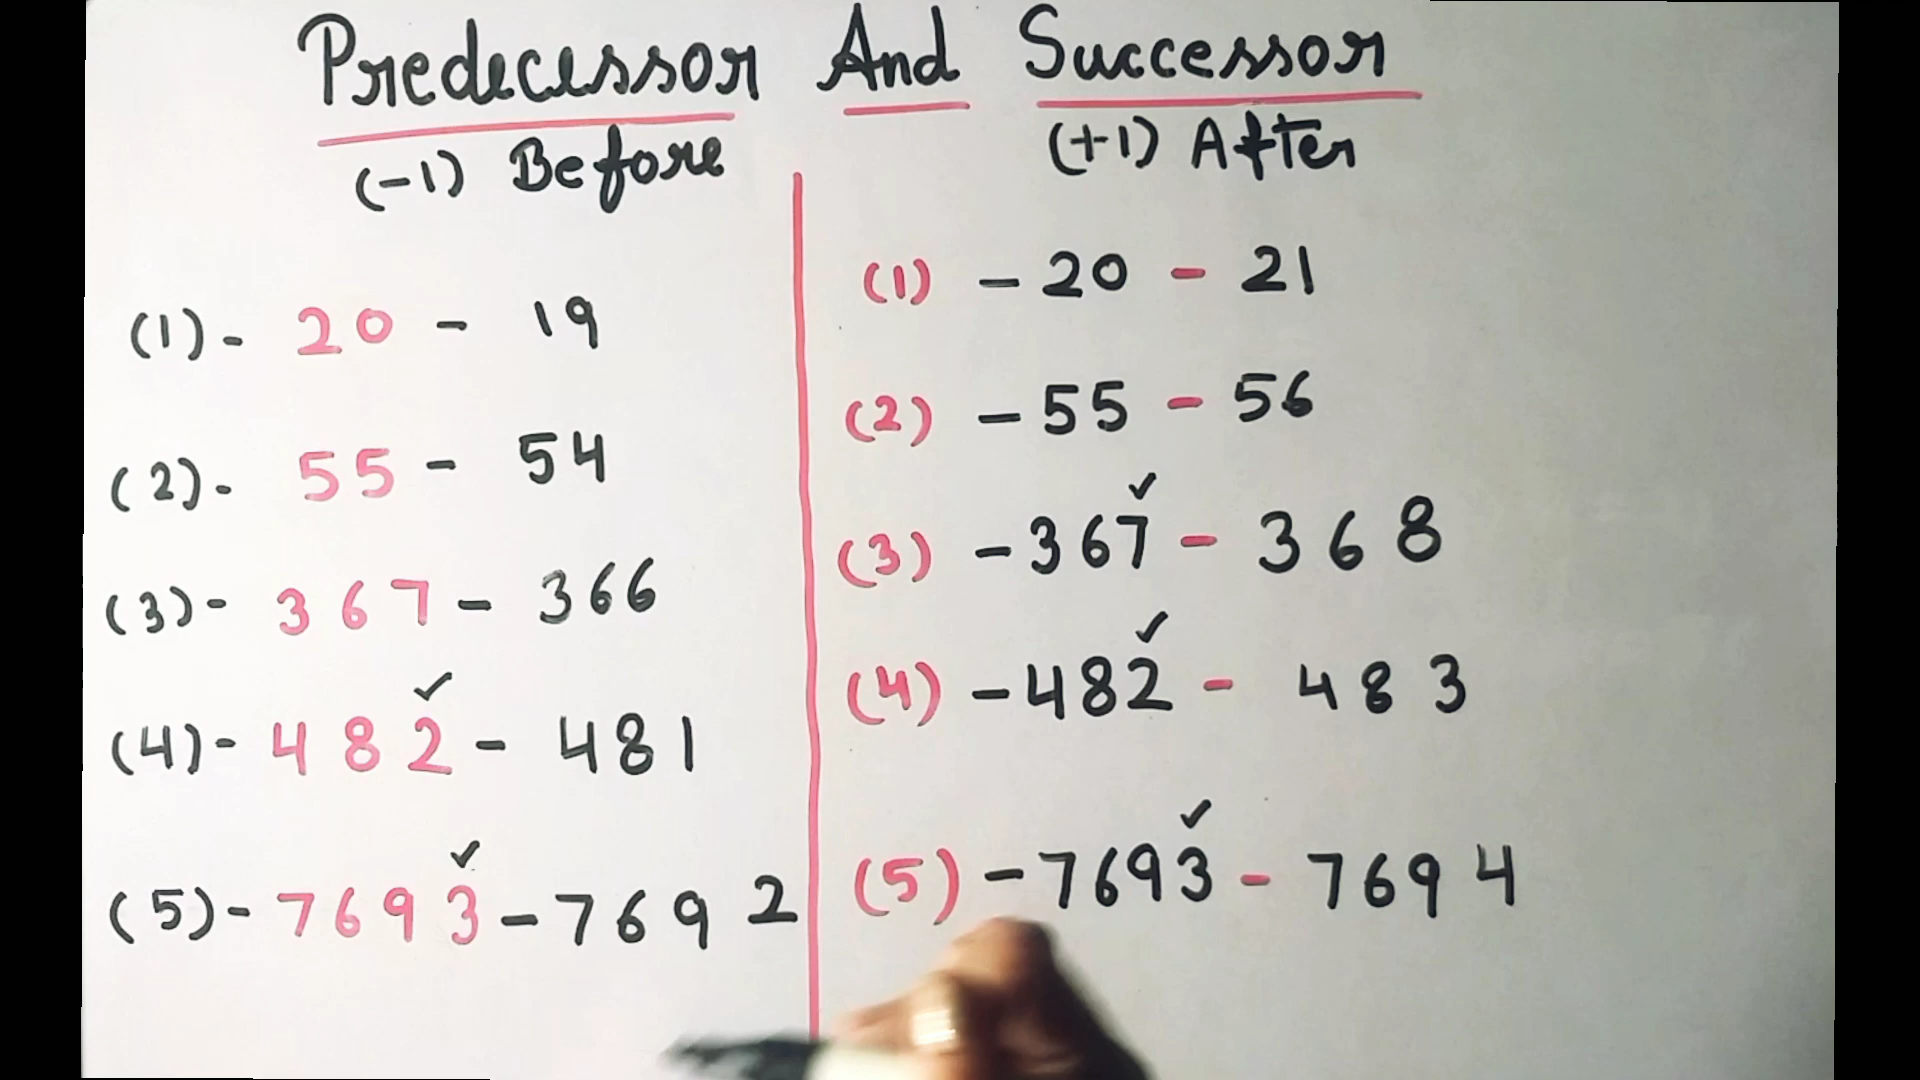 Predecessor And Successor
(-1) Before
(+1) After
(1)- 20 - 19
(2)- 55 - 54
(3)- 367 - 366
(4)- 482 - 481
(5)- 7693 - 7692
(1) - 20 - 21
(2) - 55 - 56
(3) - 367 - 368
(4) - 482 - 483
(5) - 7693 - 7694